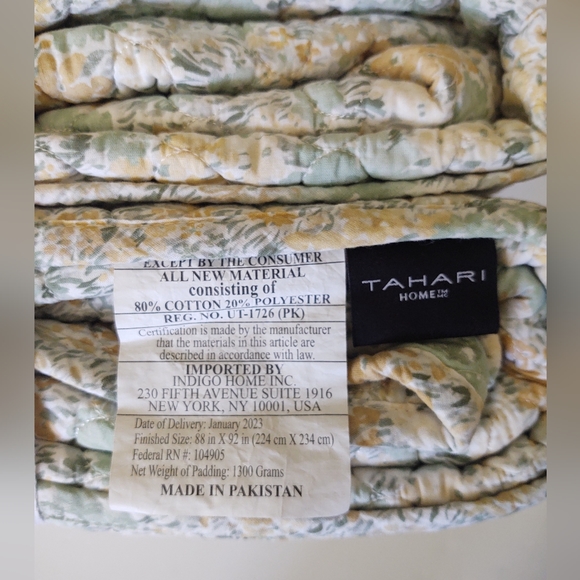 EXCEPT BY THE CONSUMER
ALL NEW MATERIAL
consisting of
80% COTTON 20% POLYESTER
REG. NO. UT-1726 (PK)
Certification is made by the manufacturer
that the materials in this article are
described in accordance with law.
IMPORTED BY
INDIGO HOME INC.
230 FIFTH AVENUE SUITE 1916
NEW YORK, NY 10001, USA
Date of Delivery: January 2023
Finished Size: 88 in X 92 in (224 cm X 234 cm)
Federal RN #: 104905
Net Weight of Padding: 1300 Grams
MADE IN PAKISTAN
TAHARI
HOME™ LLC